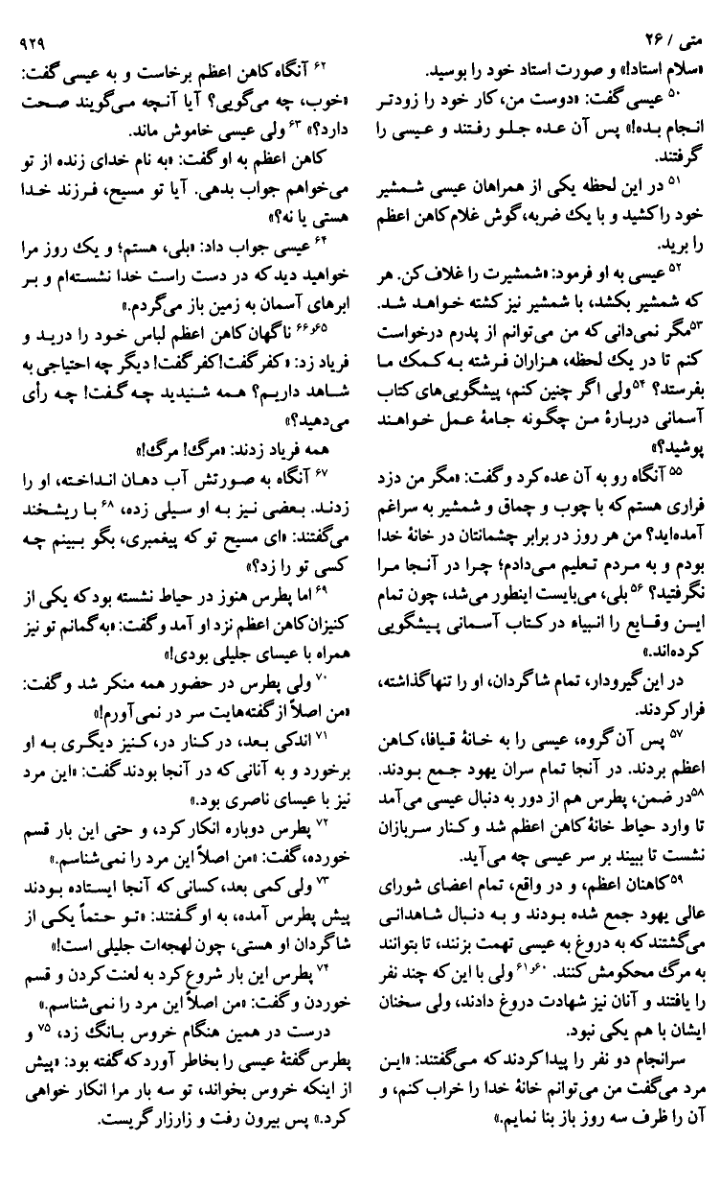 متی / ۲۶
۹۲۹
«سلام استاد!» و صورت استاد خود را بوسید.
۵۰ عیسی گفت: «دوست من، کار خود را زودتر
انجام بده!» پس آن عده جلو رفتند و عیسی را
گرفتند.
۵۱ در این لحظه یکی از همراهان عیسی شمشیر
خود را کشید و با یک ضربه، گوش غلام کاهن اعظم
را برید.
۵۲ عیسی به او فرمود: «شمشیرت را غلاف کن. هر
که شمشیر بکشد، با شمشیر نیز کشته خواهد شد.
۵۳ مگر نمی‌دانی که من می‌توانم از پدرم درخواست
کنم تا در یک لحظه، هزاران فرشته به کمک ما
بفرستد؟ ۵۴ ولی اگر چنین کنم، پیشگویی‌های کتاب
آسمانی دربارهٔ من چگونه جامهٔ عمل خواهند
پوشید؟»
۵۵ آنگاه رو به آن عده کرد و گفت: «مگر من دزد
فراری هستم که با چوب و چماق و شمشیر به سراغم
آمده‌اید؟ من هر روز در برابر چشمانتان در خانهٔ خدا
بودم و به مردم تعلیم می‌دادم؛ چرا در آنجا مرا
نگرفتید؟ ۵۶ بلی، می‌بایست اینطور می‌شد، چون تمام
این وقایع را انبیاء در کتاب آسمانی پیشگویی
کرده‌اند.»
در این گیرودار، تمام شاگردان، او را تنها گذاشته،
فرار کردند.
۵۷ پس آن گروه، عیسی را به خانهٔ قیافا، کاهن
اعظم بردند. در آنجا تمام سران یهود جمع بودند.
۵۸ در ضمن، پطرس هم از دور به دنبال عیسی می‌آمد
تا وارد حیاط خانهٔ کاهن اعظم شد و کنار سربازان
نشست تا ببیند بر سر عیسی چه می‌آید.
۵۹ کاهنان اعظم، و در واقع، تمام اعضای شورای
عالی یهود جمع شده بودند و به دنبال شاهدانی
می‌گشتند که به دروغ به عیسی تهمت بزنند، تا بتوانند
به مرگ محکومش کنند. ۶۰و۶۱ ولی با این که چند نفر
را یافتند و آنان نیز شهادت دروغ دادند، ولی سخنان
ایشان با هم یکی نبود.
سرانجام دو نفر را پیدا کردند که می‌گفتند: «این
مرد می‌گفت من می‌توانم خانهٔ خدا را خراب کنم، و
آن را ظرف سه روز باز بنا نمایم.»
۶۲ آنگاه کاهن اعظم برخاست و به عیسی گفت:
«خوب، چه می‌گویی؟ آیا آنچه می‌گویند صحت
دارد؟» ۶۳ ولی عیسی خاموش ماند.
کاهن اعظم به او گفت: «به نام خدای زنده از تو
می‌خواهم جواب بدهی. آیا تو مسیح، فرزند خدا
هستی یا نه؟»
۶۴ عیسی جواب داد: «بلی، هستم؛ و یک روز مرا
خواهید دید که در دست راست خدا نشسته‌ام و بر
ابرهای آسمان به زمین باز می‌گردم.»
۶۵و۶۶ ناگهان کاهن اعظم لباس خود را درید و
فریاد زد: «کفر گفت! کفر گفت! دیگر چه احتیاجی به
شاهد داریم؟ همه شنیدید چه گفت! چه رأی
می‌دهید؟»
همه فریاد زدند: «مرگ! مرگ!»
۶۷ آنگاه به صورتش آب دهان انداخته، او را
زدند. بعضی نیز به او سیلی زده، ۶۸ با ریشخند
می‌گفتند: «ای مسیح تو که پیغمبری، بگو ببینم چه
کسی تو را زد؟»
۶۹ اما پطرس هنوز در حیاط نشسته بود که یکی از
کنیزان کاهن اعظم نزد او آمد و گفت: «به گمانم تو نیز
همراه با عیسای جلیلی بودی!»
۷۰ ولی پطرس در حضور همه منکر شد و گفت:
«من اصلاً از گفته‌هایت سر در نمی‌آورم!»
۷۱ اندکی بعد، در کنار در، کنیز دیگری به او
برخورد و به آنانی که در آنجا بودند گفت: «این مرد
نیز با عیسای ناصری بود.»
۷۲ پطرس دوباره انکار کرد، و حتی این بار قسم
خورده، گفت: «من اصلاً این مرد را نمی‌شناسم.»
۷۳ ولی کمی بعد، کسانی که آنجا ایستاده بودند
پیش پطرس آمده، به او گفتند: «تو حتماً یکی از
شاگردان او هستی، چون لهجه‌ات جلیلی است!»
۷۴ پطرس این بار شروع کرد به لعنت کردن و قسم
خوردن و گفت: «من اصلاً این مرد را نمی‌شناسم.»
درست در همین هنگام خروس بانگ زد، ۷۵ و
پطرس گفتهٔ عیسی را بخاطر آورد که گفته بود: «پیش
از اینکه خروس بخواند، تو سه بار مرا انکار خواهی
کرد.» پس بیرون رفت و زارزار گریست.